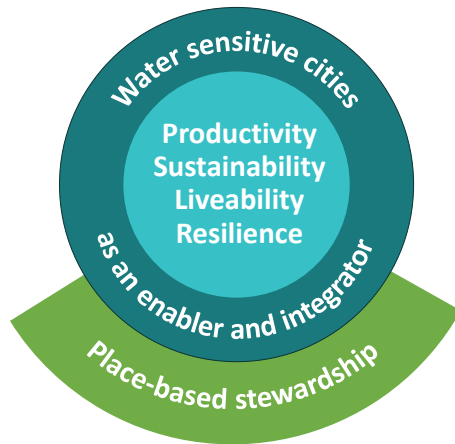 Water sensitive cities
Productivity
Sustainability
Liveability
Resilience
as an enabler and integrator
Place-based stewardship